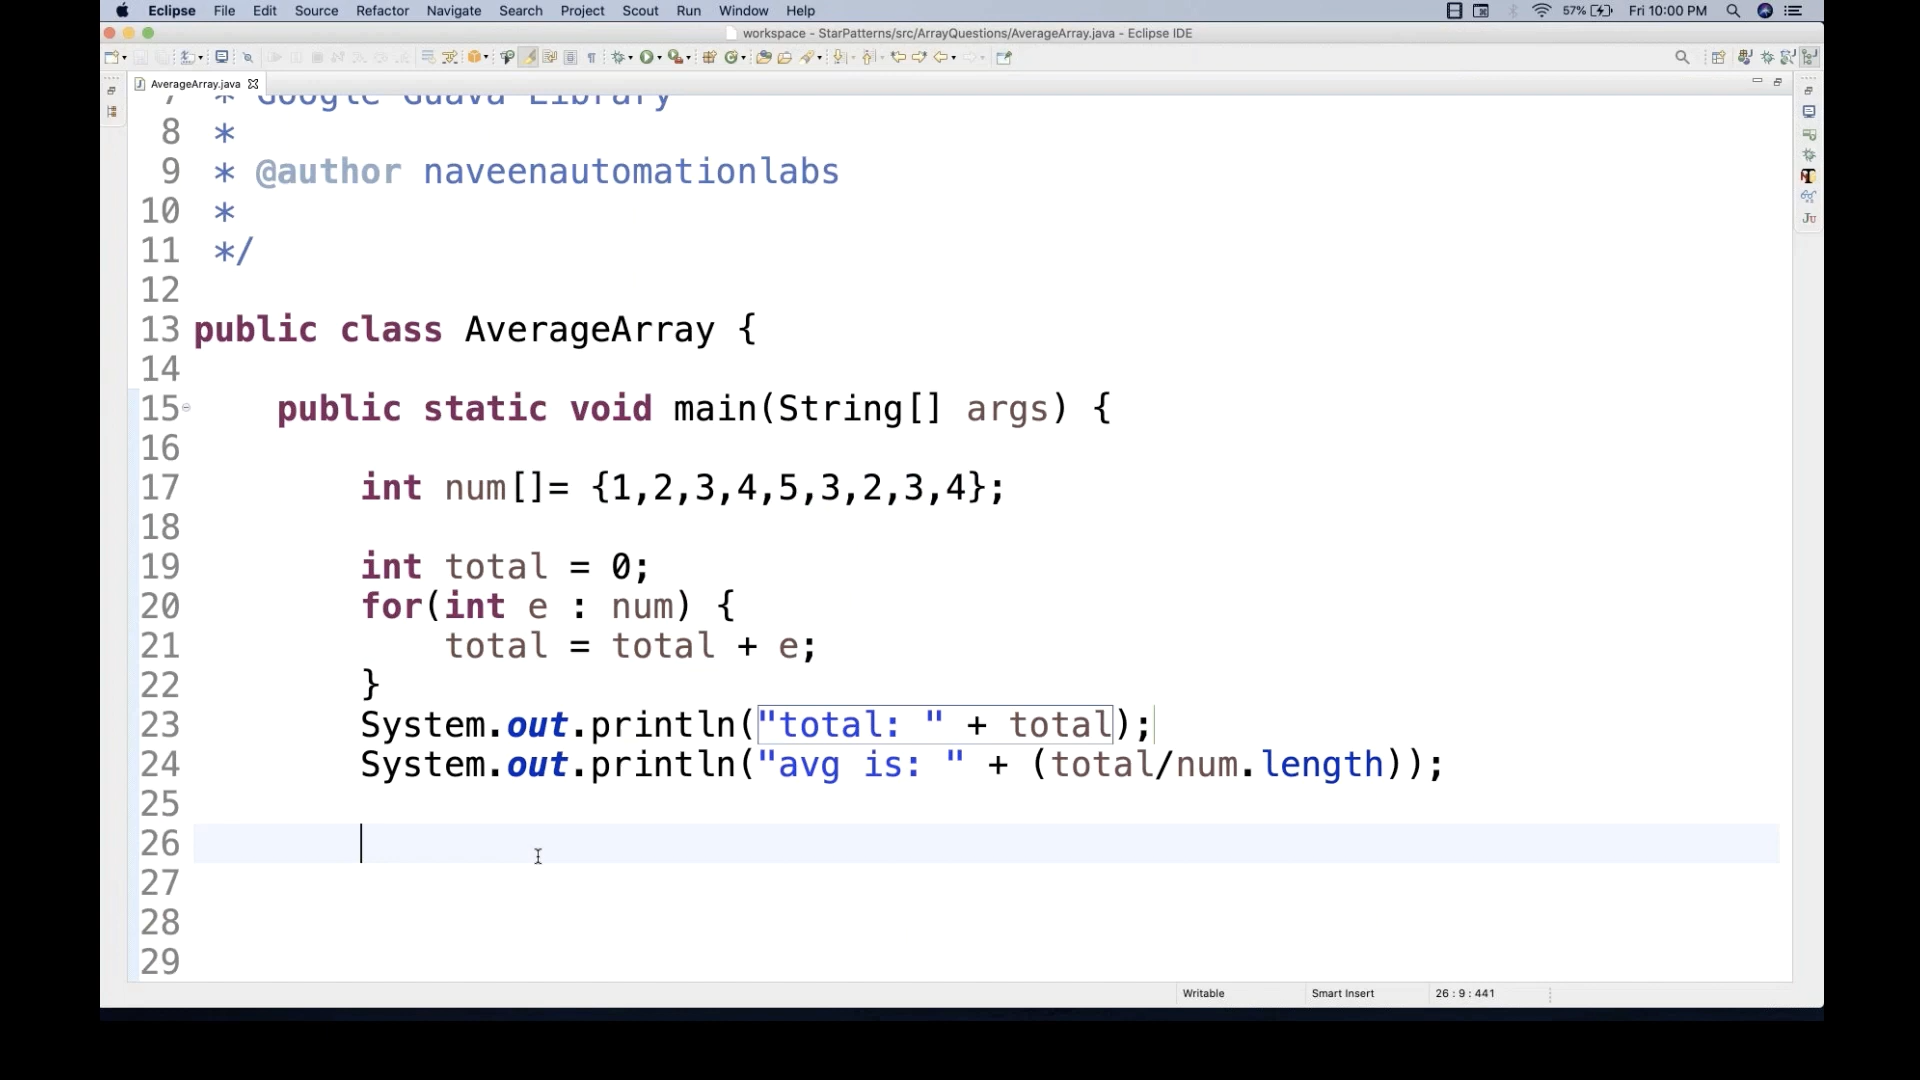 Eclipse File Edit Source Refactor Navigate Search Project Scout Run Window Help 57% Fri 10:00 PM
workspace - StarPatterns/src/ArrayQuestions/AverageArray.java - Eclipse IDE
AverageArray.java
7 * Google Guava Library
8 *
9 * @author naveenautomationlabs
10 *
11 */
12
13 public class AverageArray {
14
15 public static void main(String[] args) {
16
17 int num[]= {1,2,3,4,5,3,2,3,4};
18
19 int total = 0;
20 for(int e : num) {
21 total = total + e;
22 }
23 System.out.println("total: " + total);
24 System.out.println("avg is: " + (total/num.length));
25
26
27
28
29
Writable Smart Insert 26 : 9 : 441